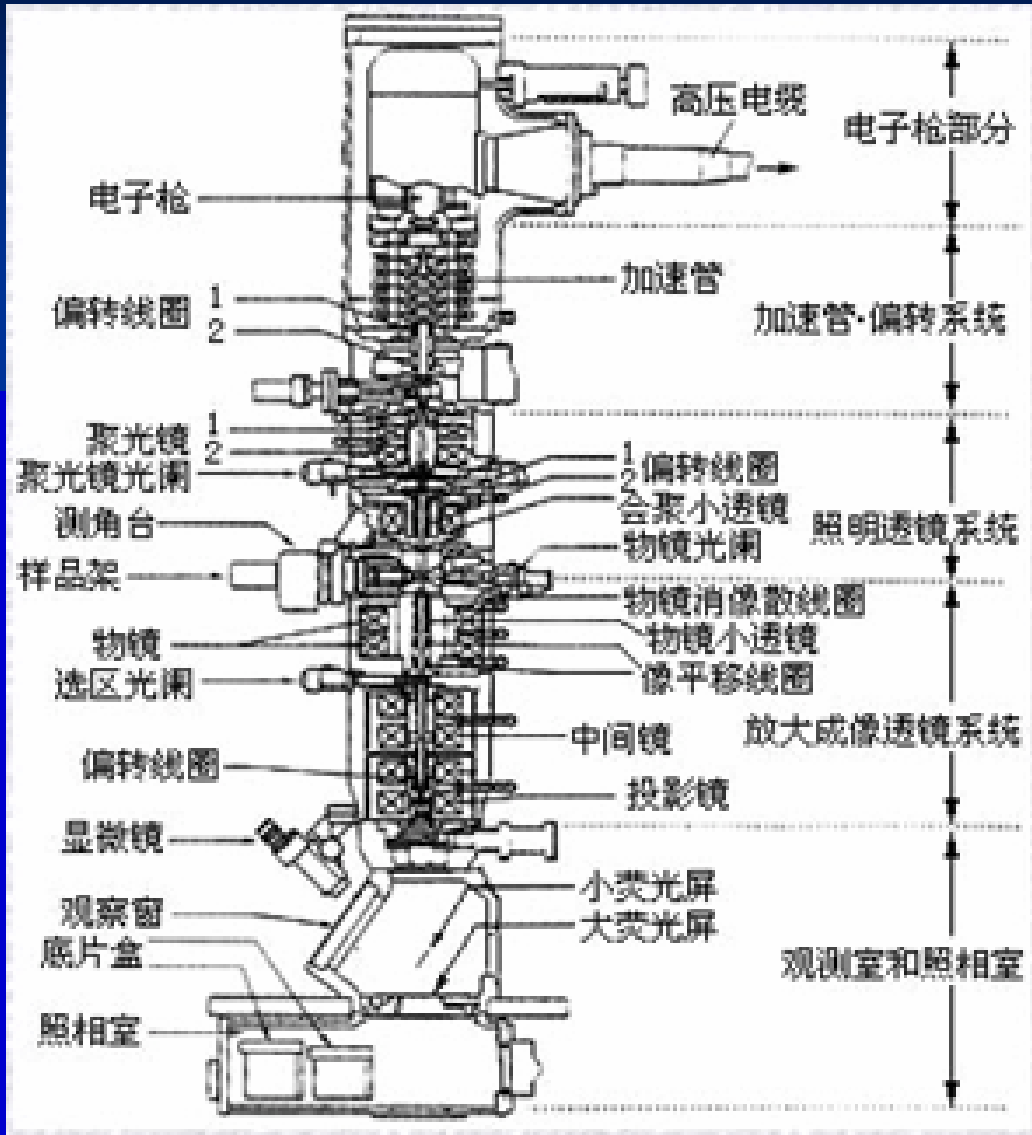 高压电缆
电子枪部分
电子枪
加速管
偏转线圈 1
2
加速管·偏转系统
聚光镜 1
2
聚光镜光阑
1 偏转线圈
2
会聚小透镜
测角台
物镜光阑
照明透镜系统
样品架
物镜消像散线圈
物镜
物镜小透镜
选区光阑
像平移线圈
中间镜
放大成像透镜系统
偏转线圈
投影镜
显微镜
小荧光屏
观察窗
大荧光屏
底片盒
观测室和照相室
照相室